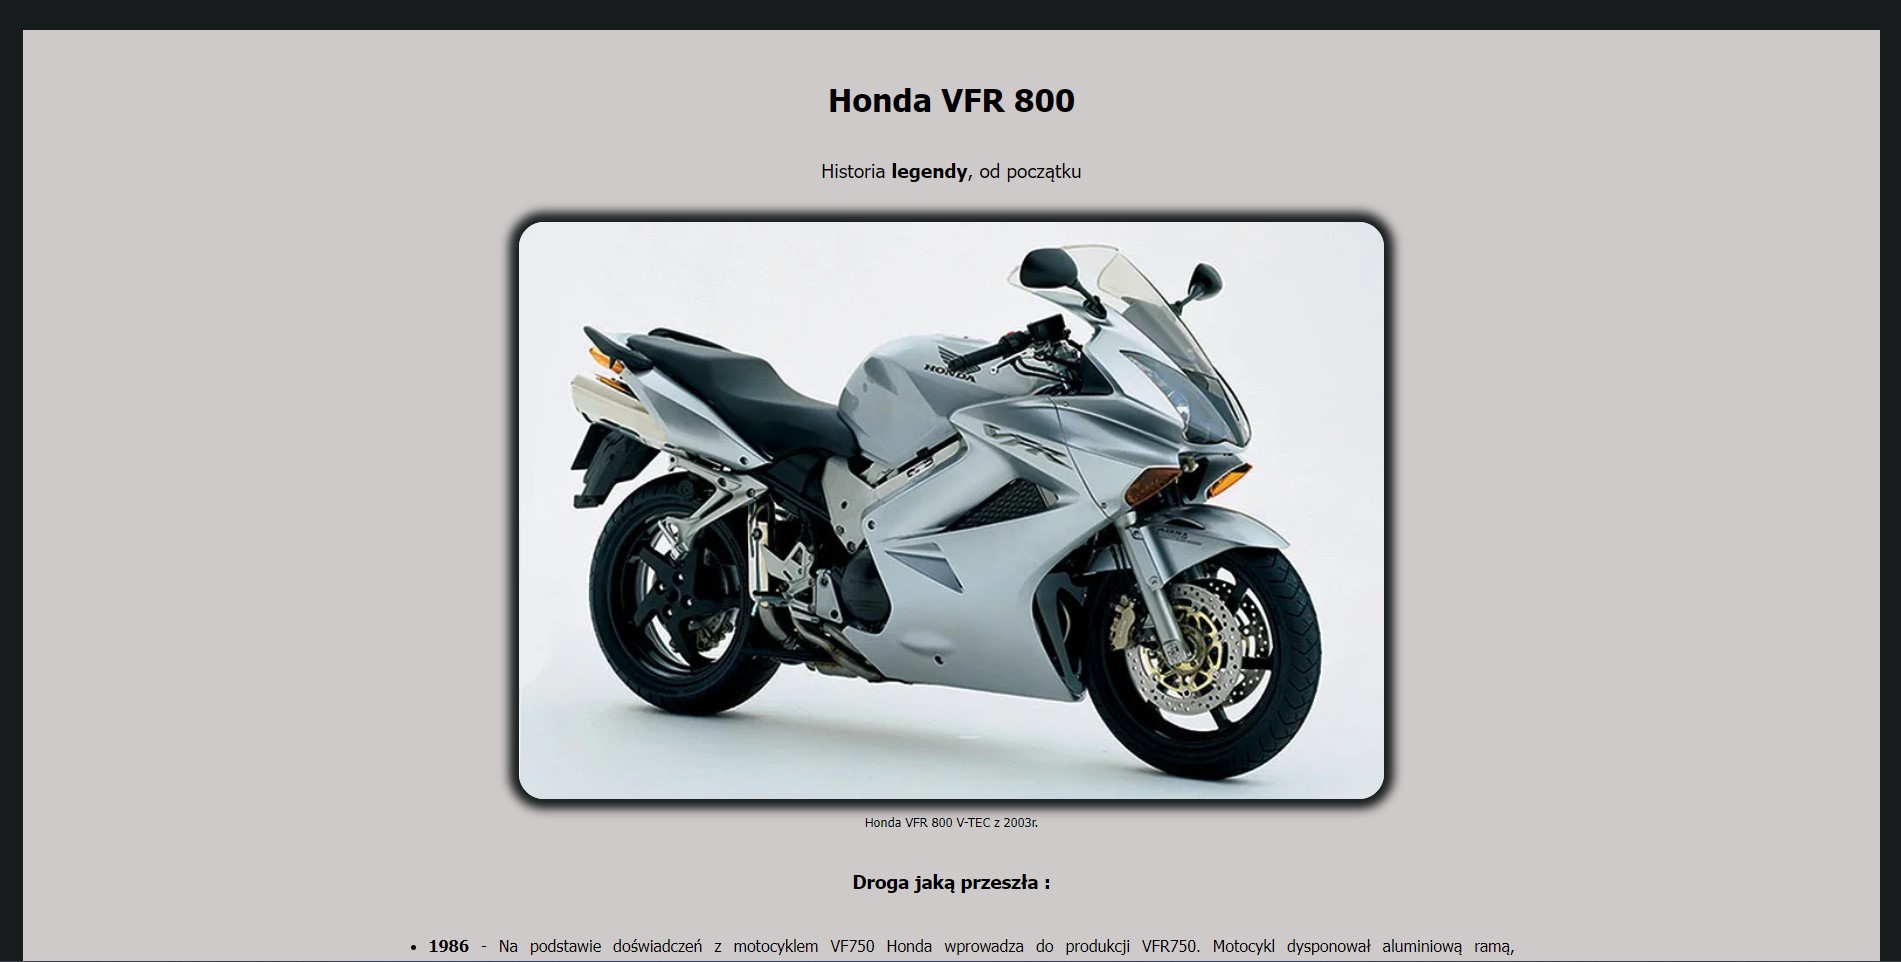 Honda VFR 800
Historia legendy, od początku
HONDA
Honda VFR 800 V-TEC z 2003r.
Droga jaką przeszła :
1986 - Na podstawie doświadczeń z motocyklem VF750 Honda wprowadza do produkcji VFR750. Motocykl dysponował aluminiową ramą,